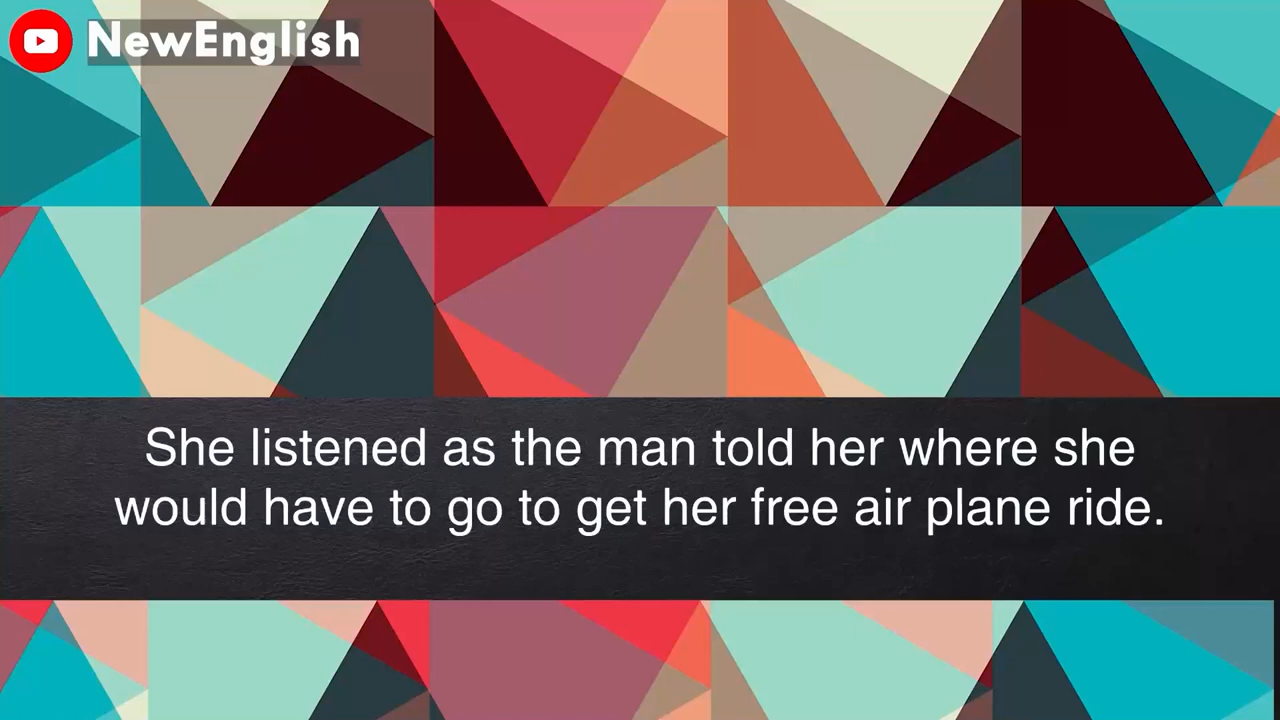 NewEnglish
She listened as the man told her where she
would have to go to get her free air plane ride.